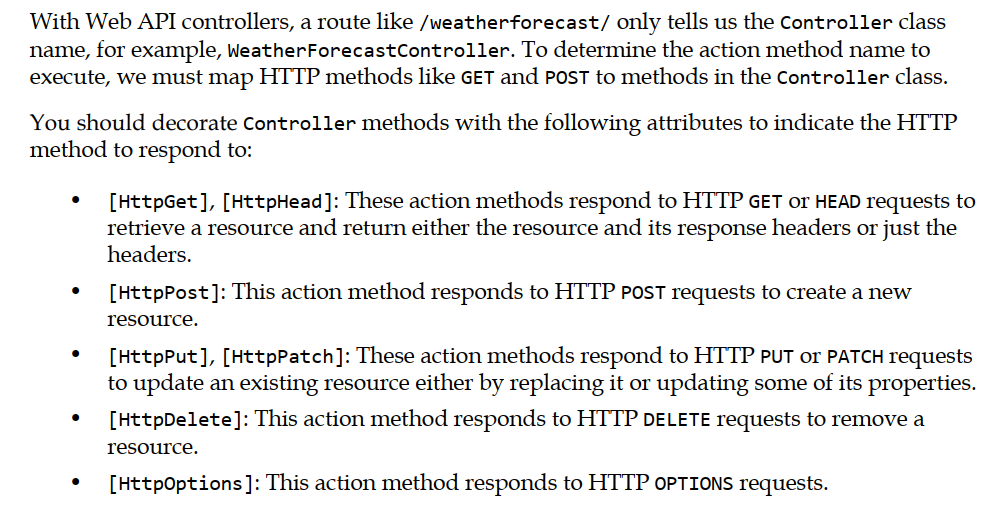 With Web API controllers, a route like /weatherforecast/ only tells us the Controller class
name, for example, WeatherForecastController. To determine the action method name to
execute, we must map HTTP methods like GET and POST to methods in the Controller class.
You should decorate Controller methods with the following attributes to indicate the HTTP
method to respond to:
• [HttpGet], [HttpHead]: These action methods respond to HTTP GET or HEAD requests to
retrieve a resource and return either the resource and its response headers or just the
headers.
• [HttpPost]: This action method responds to HTTP POST requests to create a new
resource.
• [HttpPut], [HttpPatch]: These action methods respond to HTTP PUT or PATCH requests
to update an existing resource either by replacing it or updating some of its properties.
• [HttpDelete]: This action method responds to HTTP DELETE requests to remove a
resource.
• [HttpOptions]: This action method responds to HTTP OPTIONS requests.